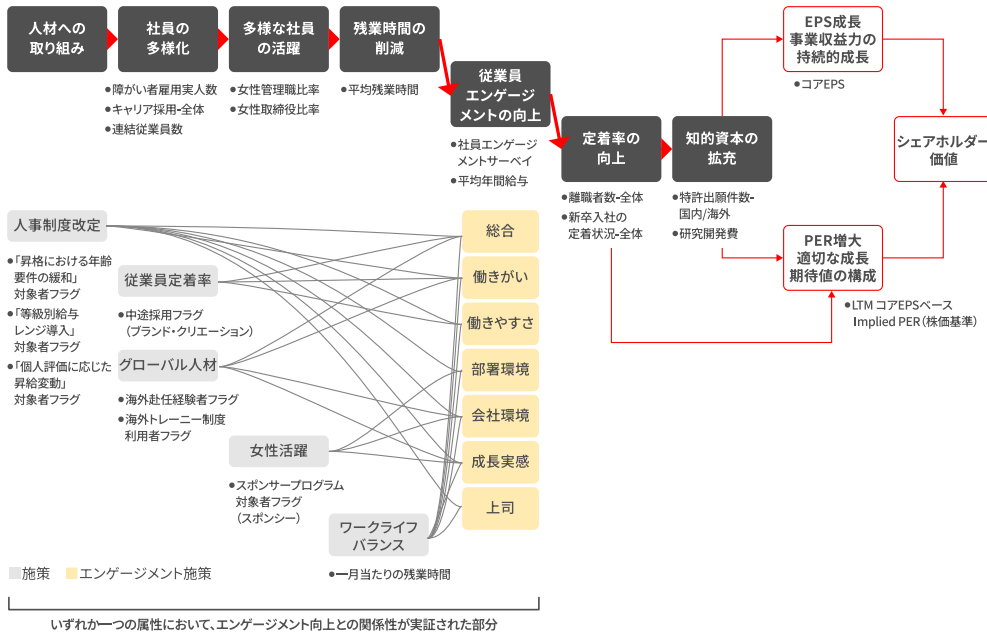 人材への
取り組み
社員の
多様化
●障がい者雇用実人数
●キャリア採用-全体
●連結従業員数
多様な社員
の活躍
●女性管理職比率
●女性取締役比率
残業時間の
削減
●平均残業時間
従業員
エンゲージ
メントの向上
●社員エンゲージ
メントサーベイ
●平均年間給与
定着率の
向上
●離職者数-全体
●新卒入社の
定着状況-全体
知的資本の
拡充
●特許出願件数-
国内/海外
●研究開発費
EPS成長
事業収益力の
持続的成長
●コアEPS
シェアホルダー
価値
PER増大
適切な成長
期待値の構成
●LTM コアEPSベース
Implied PER（株価基準）
人事制度改定
●「昇格における年齢
要件の緩和」
対象者フラグ
●「等級別給与
レンジ導入」
対象者フラグ
●「個人評価に応じた
昇給変動」
対象者フラグ
従業員定着率
●中途採用フラグ
（ブランド・クリエーション）
グローバル人材
●海外赴任経験者フラグ
●海外トレーニー制度
利用者フラグ
女性活躍
●スポンサープログラム
対象者フラグ
（スポンシー）
ワークライフ
バランス
●一月当たりの残業時間
総合
働きがい
働きやすさ
部署環境
会社環境
成長実感
上司
施策
エンゲージメント施策
いずれか一つの属性において、エンゲージメント向上との関係性が実証された部分